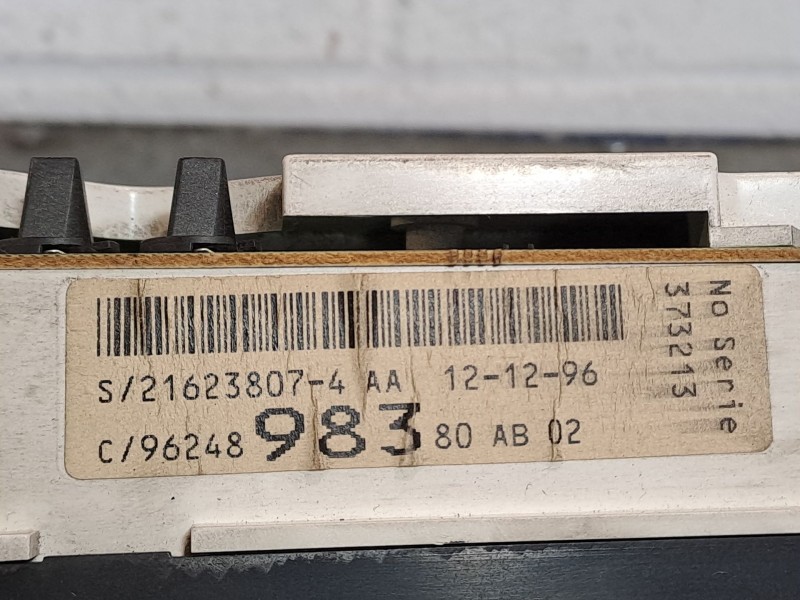 S/21623807-4 AA 12-12-96
C/96248 983 80 AB 02
No Serie
373213